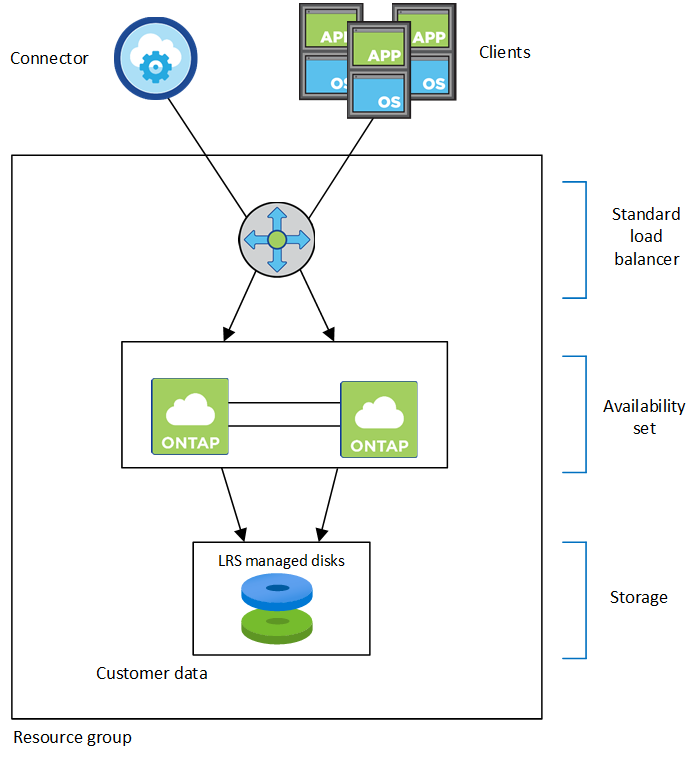 Connector
APP
OS
APP
OS
APP
OS
Clients
Standard
load
balancer
ONTAP
ONTAP
Availability
set
LRS managed disks
Storage
Customer data
Resource group